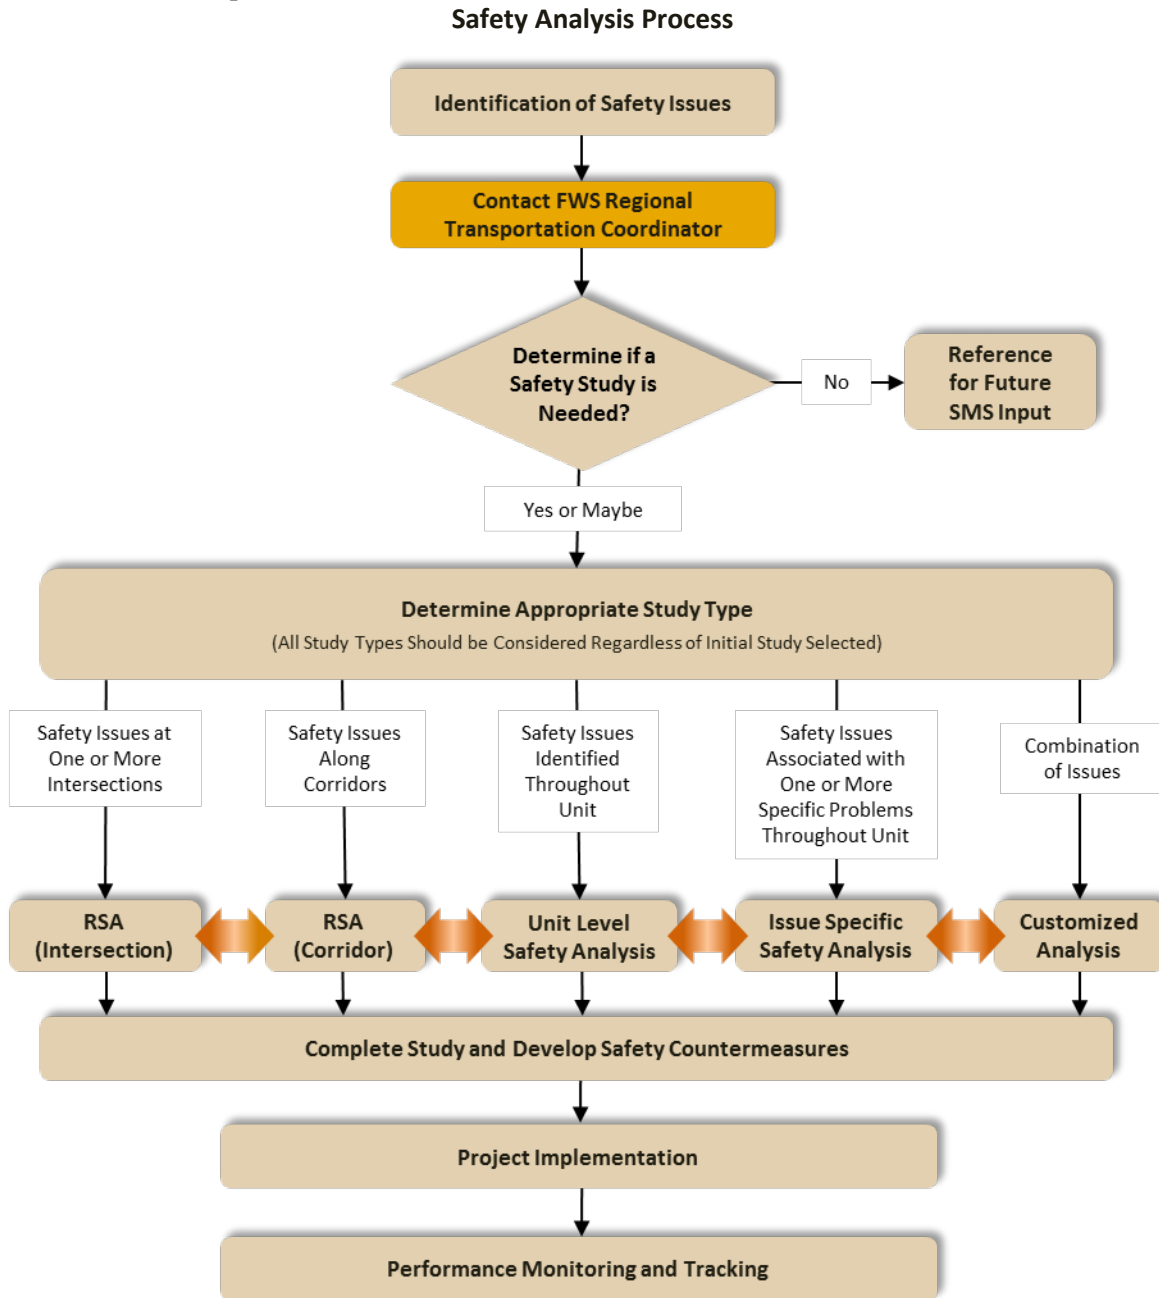 Safety Analysis Process
Identification of Safety Issues
Contact FWS Regional
Transportation Coordinator
Determine if a
Safety Study is
Needed?
No
Reference
for Future
SMS Input
Yes or Maybe
Determine Appropriate Study Type
(All Study Types Should be Considered Regardless of Initial Study Selected)
Safety Issues at
One or More
Intersections
Safety Issues
Along
Corridors
Safety Issues
Identified
Throughout
Unit
Safety Issues
Associated with
One or More
Specific Problems
Throughout Unit
Combination
of Issues
RSA
(Intersection)
RSA
(Corridor)
Unit Level
Safety Analysis
Issue Specific
Safety Analysis
Customized
Analysis
Complete Study and Develop Safety Countermeasures
Project Implementation
Performance Monitoring and Tracking